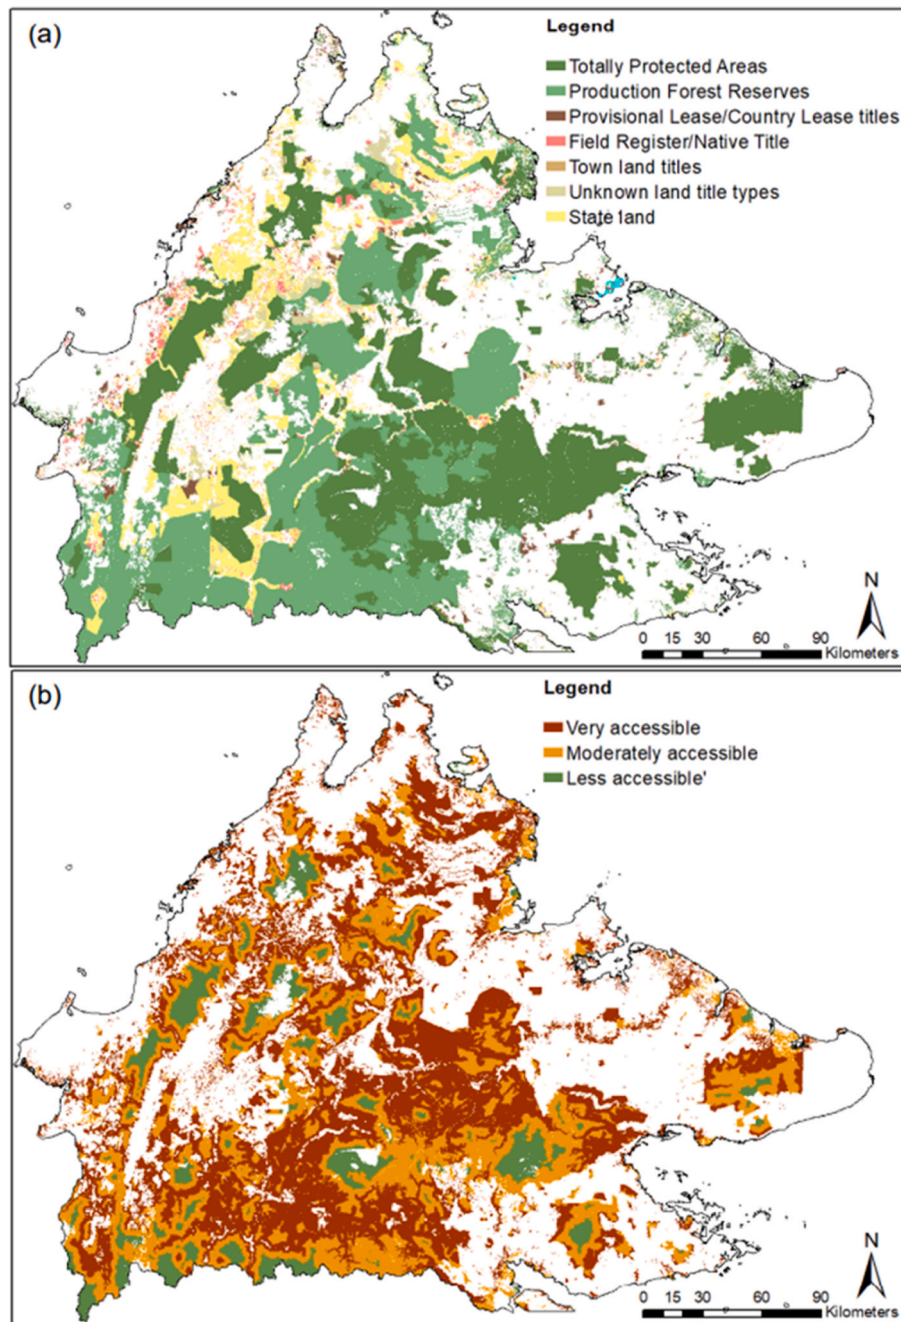 (a)
Legend
Totally Protected Areas
Production Forest Reserves
Provisional Lease/Country Lease titles
Field Register/Native Title
Town land titles
Unknown land title types
State land
N
0 15 30 60 90
Kilometers
(b)
Legend
Very accessible
Moderately accessible
Less accessible'
N
0 15 30 60 90
Kilometers